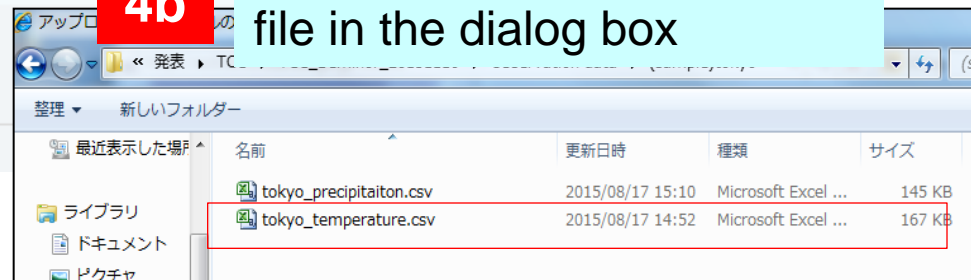 4b
file in the dialog box
アップロ
« 発表 ▶
整理 ▼ 新しいフォルダー
最近表示した場所
名前 更新日時 種類 サイズ
tokyo_precipitaiton.csv 2015/08/17 15:10 Microsoft Excel ... 145 KB
ライブラリ
tokyo_temperature.csv 2015/08/17 14:52 Microsoft Excel ... 167 KB
ドキュメント
ピクチャ